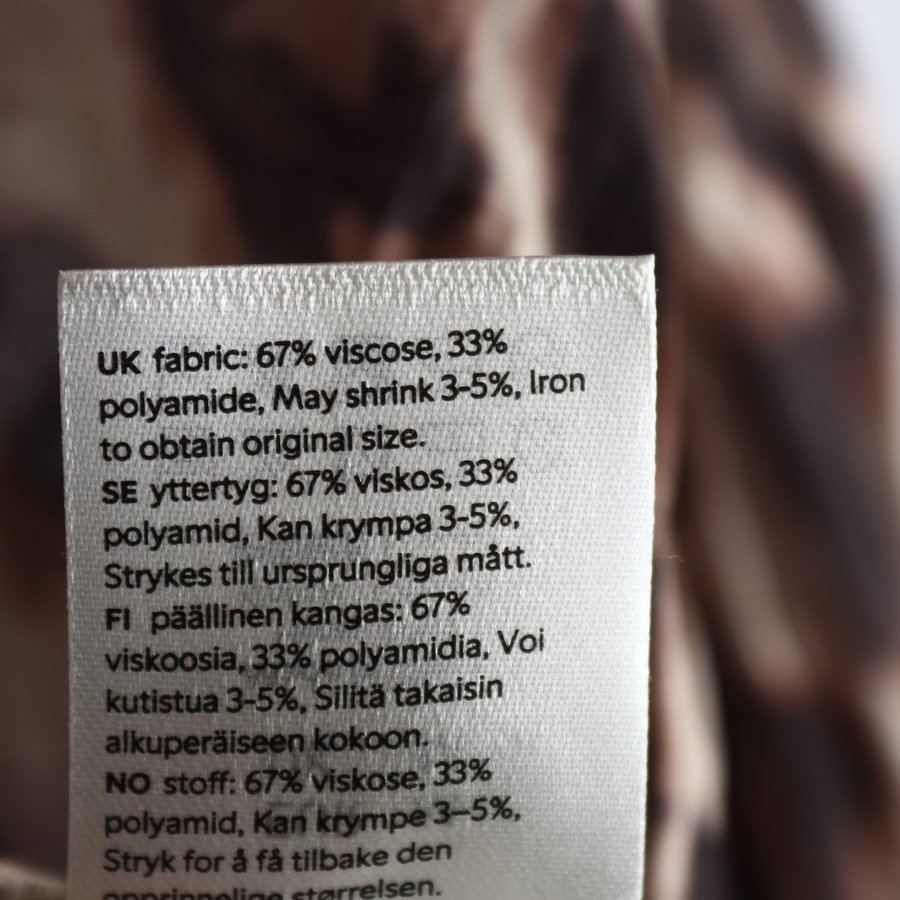 UK fabric: 67% viscose, 33%
polyamide, May shrink 3-5%, Iron
to obtain original size.
SE yttertyg: 67% viskos, 33%
polyamid, Kan krympa 3-5%,
Strykes till ursprungliga mått.
FI päällinen kangas: 67%
viskoosia, 33% polyamidia, Voi
kutistua 3-5%, Silitä takaisin
alkuperäiseen kokoon.
NO stoff: 67% viskose, 33%
polyamid, Kan krympe 3–5%,
Stryk for å få tilbake den
opprinnelige størrelsen.